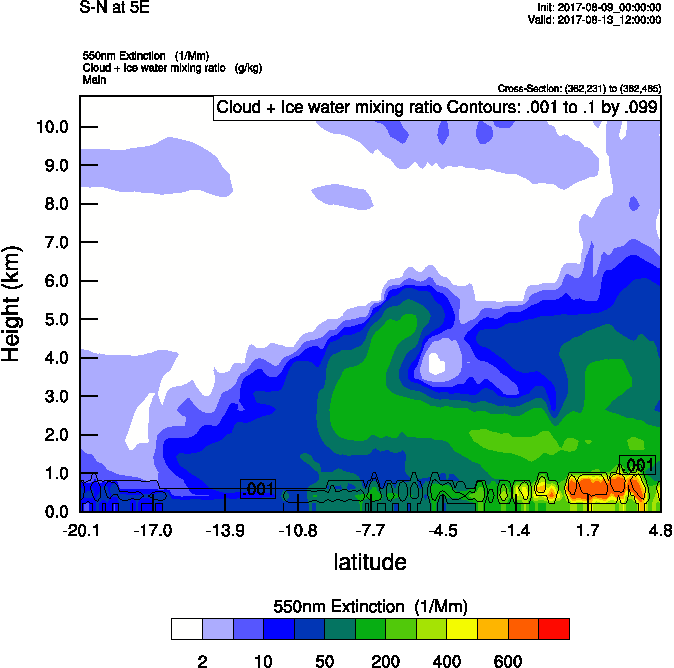 S-N at 5E
Init: 2017-08-09_00:00:00
Valid: 2017-08-13_12:00:00
550nm Extinction (1/Mm)
Cloud + Ice water mixing ratio (g/kg)
Main
Cross-Section: (362,231) to (362,485)
Cloud + Ice water mixing ratio Contours: .001 to .1 by .099
10.0
9.0
8.0
7.0
6.0
5.0
4.0
3.0
2.0
1.0
0.0
Height (km)
.001
.001
-20.1 -17.0 -13.9 -10.8 -7.7 -4.5 -1.4 1.7 4.8
latitude
550nm Extinction (1/Mm)
2 10 50 200 400 600